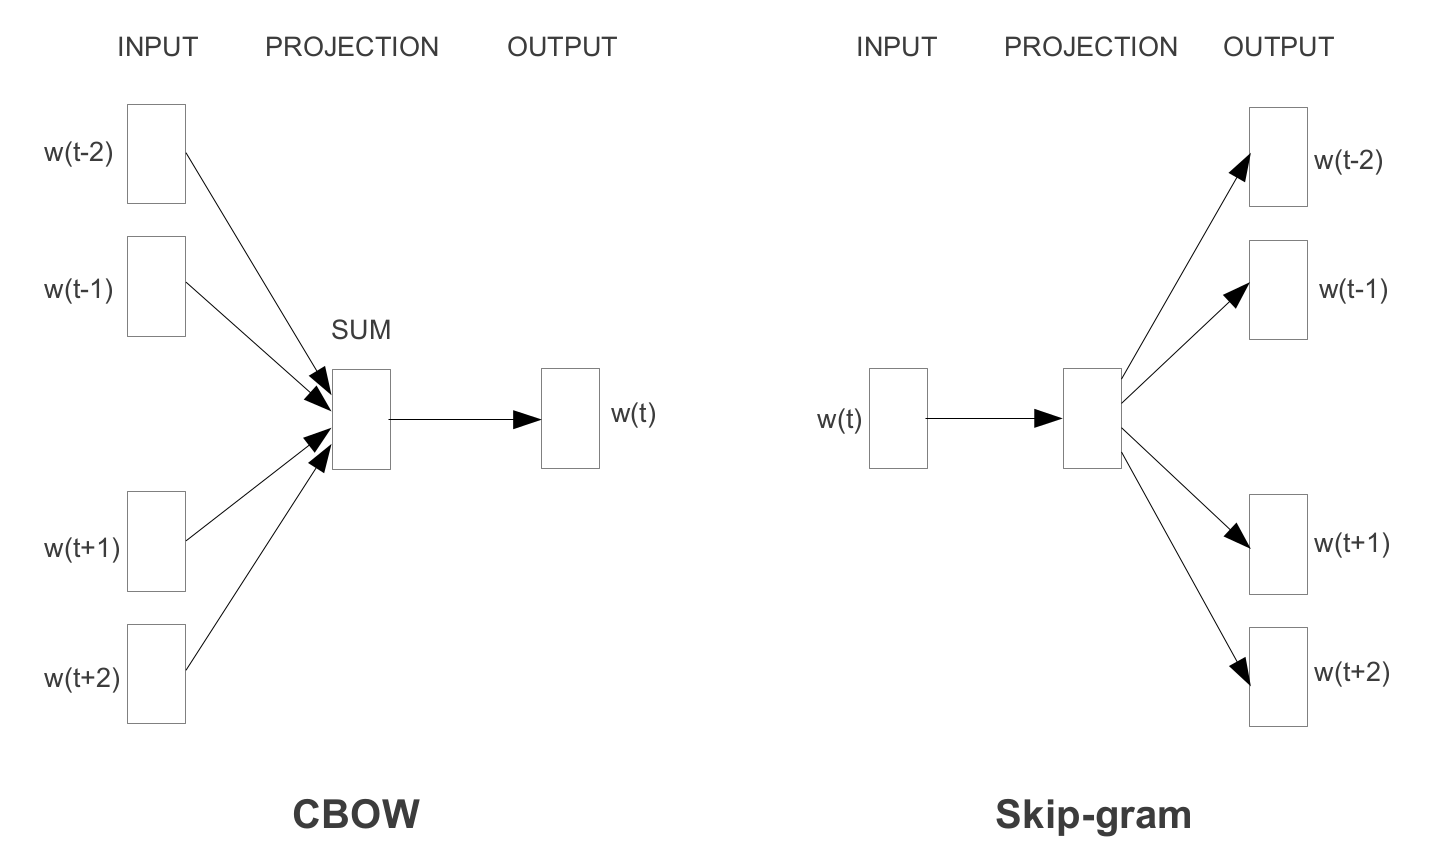 INPUT PROJECTION OUTPUT
w(t-2)
w(t-1)
SUM
w(t)
w(t+1)
w(t+2)
CBOW
INPUT PROJECTION OUTPUT
w(t-2)
w(t-1)
w(t)
w(t+1)
w(t+2)
Skip-gram